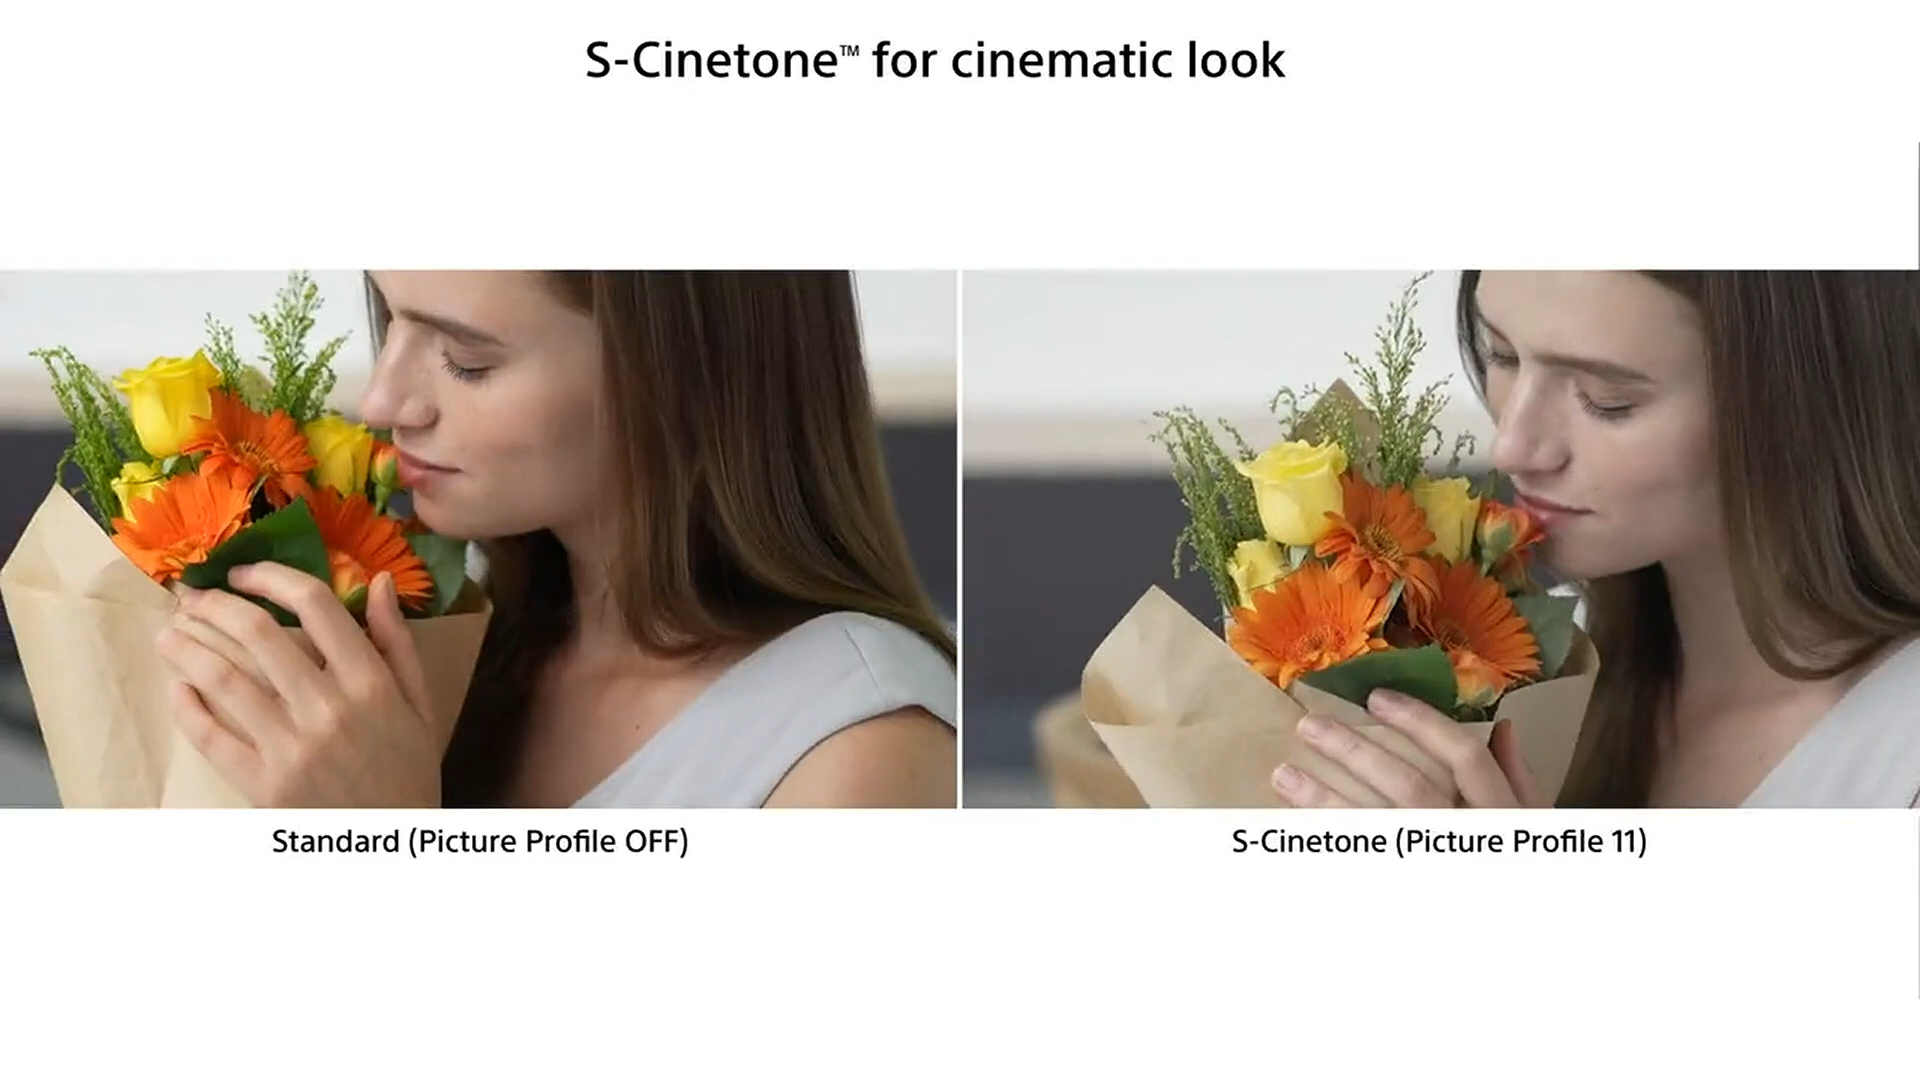 S-Cinetone™ for cinematic look
Standard (Picture Profile OFF)
S-Cinetone (Picture Profile 11)